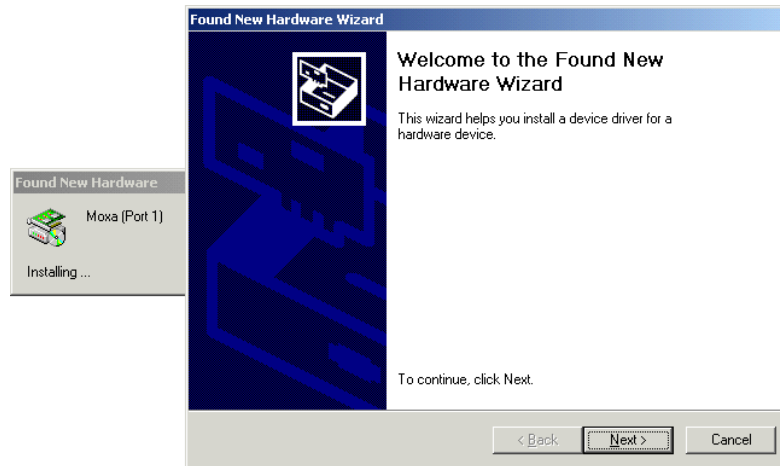 Found New Hardware Wizard
Welcome to the Found New
Hardware Wizard
This wizard helps you install a device driver for a
hardware device.
Found New Hardware
Moxa (Port 1)
Installing ...
To continue, click Next.
< Back
Next >
Cancel